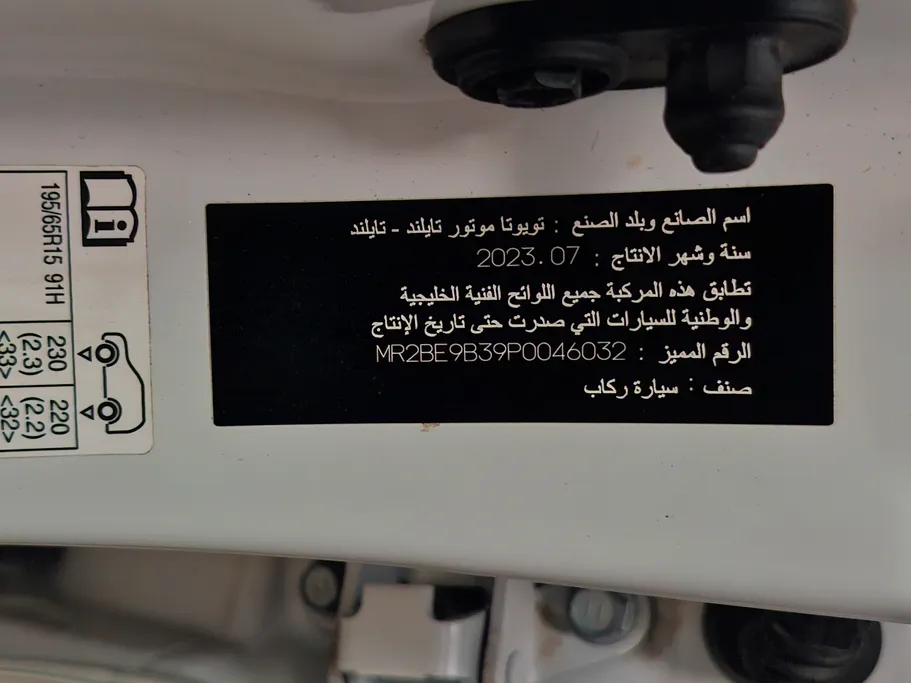 اسم الصانع وبلد الصنع : تويوتا موتور تايلند - تايلند
سنة وشهر الانتاج : 2023.07
تطابق هذه المركبة جميع اللوائح الفنية الخليجية
والوطنية للسيارات التي صدرت حتى تاريخ الإنتاج
الرقم المميز : MR2BE9B39P0046032
صنف : سيارة ركاب
195/65R15 91H
230
(2.3)
<33>
220
(2.2)
<32>